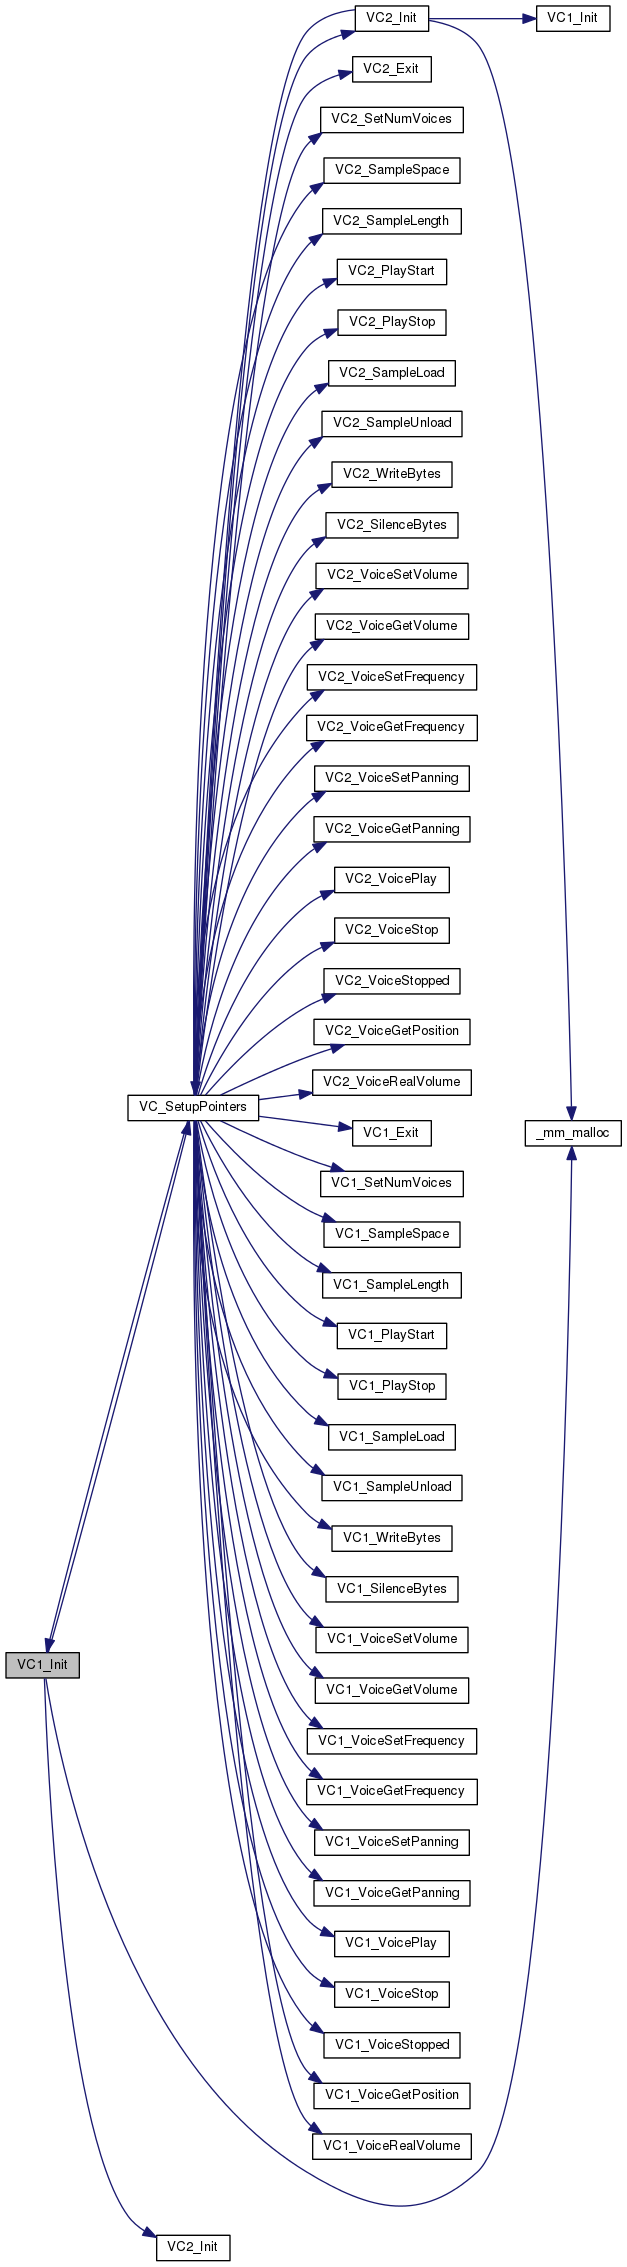 VC2_Init
VC1_Init
VC2_Exit
VC2_SetNumVoices
VC2_SampleSpace
VC2_SampleLength
VC2_PlayStart
VC2_PlayStop
VC2_SampleLoad
VC2_SampleUnload
VC2_WriteBytes
VC2_SilenceBytes
VC2_VoiceSetVolume
VC2_VoiceGetVolume
VC2_VoiceSetFrequency
VC2_VoiceGetFrequency
VC2_VoiceSetPanning
VC2_VoiceGetPanning
VC2_VoicePlay
VC2_VoiceStop
VC2_VoiceStopped
VC2_VoiceGetPosition
VC2_VoiceRealVolume
VC_SetupPointers
VC1_Exit
_mm_malloc
VC1_SetNumVoices
VC1_SampleSpace
VC1_SampleLength
VC1_PlayStart
VC1_PlayStop
VC1_SampleLoad
VC1_SampleUnload
VC1_WriteBytes
VC1_SilenceBytes
VC1_VoiceSetVolume
VC1_Init
VC1_VoiceGetVolume
VC1_VoiceSetFrequency
VC1_VoiceGetFrequency
VC1_VoiceSetPanning
VC1_VoiceGetPanning
VC1_VoicePlay
VC1_VoiceStop
VC1_VoiceStopped
VC1_VoiceGetPosition
VC1_VoiceRealVolume
VC2_Init